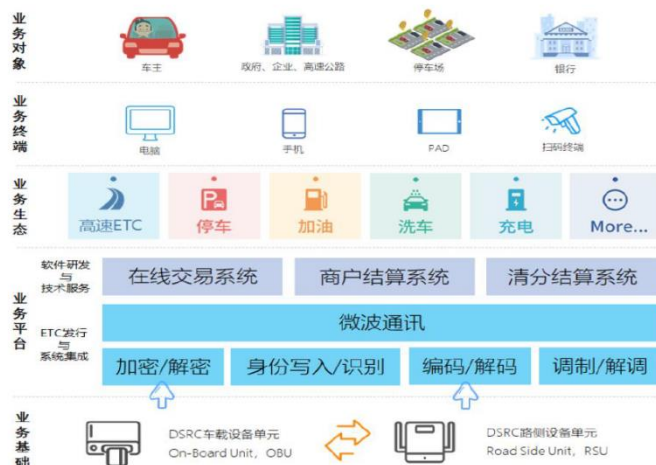 业务对象
车主
政府、企业、高速公路
停车场
银行
业务终端
电脑
手机
PAD
扫码终端
业务生态
高速ETC
停车
加油
洗车
充电
More...
业务平台
软件研发
与
技术服务
在线交易系统
商户结算系统
清分结算系统
ETC发行
与
系统集成
微波通讯
加密/解密
身份写入/识别
编码/解码
调制/解调
业务基础
DSRC车载设备单元
On-Board Unit，OBU
DSRC路侧设备单元
Road Side Unit，RSU